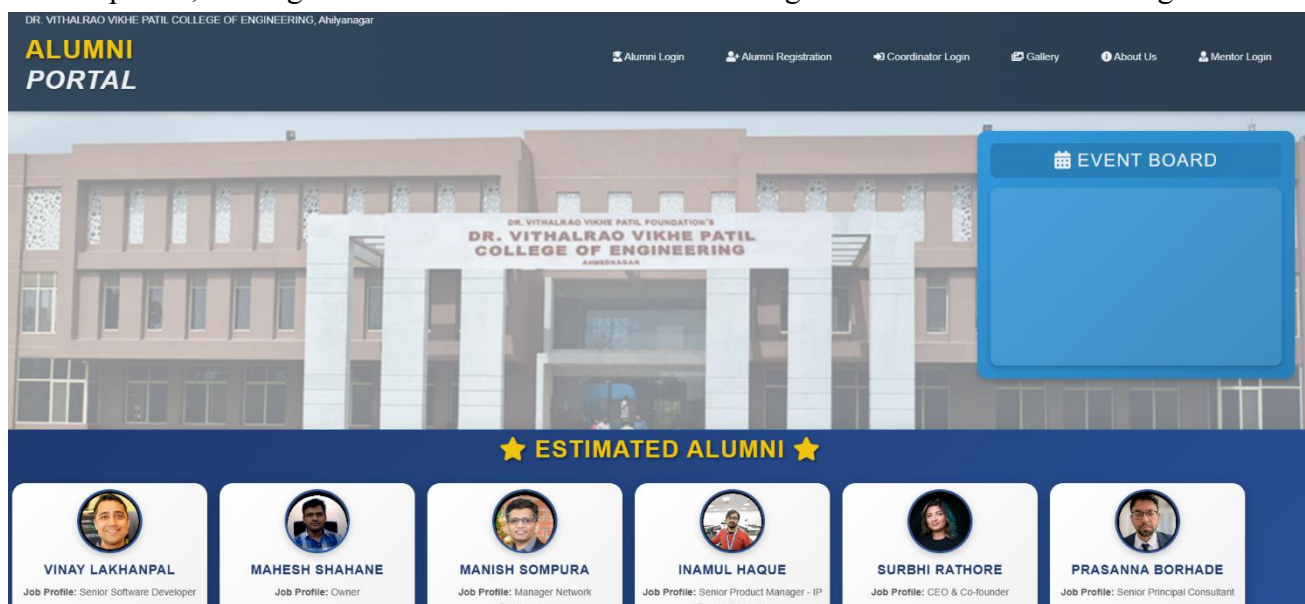 DR. VITHALRAO VIKHE PATIL COLLEGE OF ENGINEERING, Ahilyanagar
ALUMNI
PORTAL
Alumni Login Alumni Registration Coordinator Login Gallery About Us Mentor Login
EVENT BOARD
DR. VITHALRAO VIKHE PATIL FOUNDATION'S
DR. VITHALRAO VIKHE PATIL
COLLEGE OF ENGINEERING
AHMEDNAGAR
ESTIMATED ALUMNI
VINAY LAKHANPAL MAHESH SHAHANE MANISH SOMPURA INAMUL HAQUE SURBHI RATHORE PRASANNA BORHADE
Job Profile: Senior Software Developer Job Profile: Owner Job Profile: Manager Network Job Profile: Senior Product Manager - IP Job Profile: CEO & Co-founder Job Profile: Senior Principal Consultant